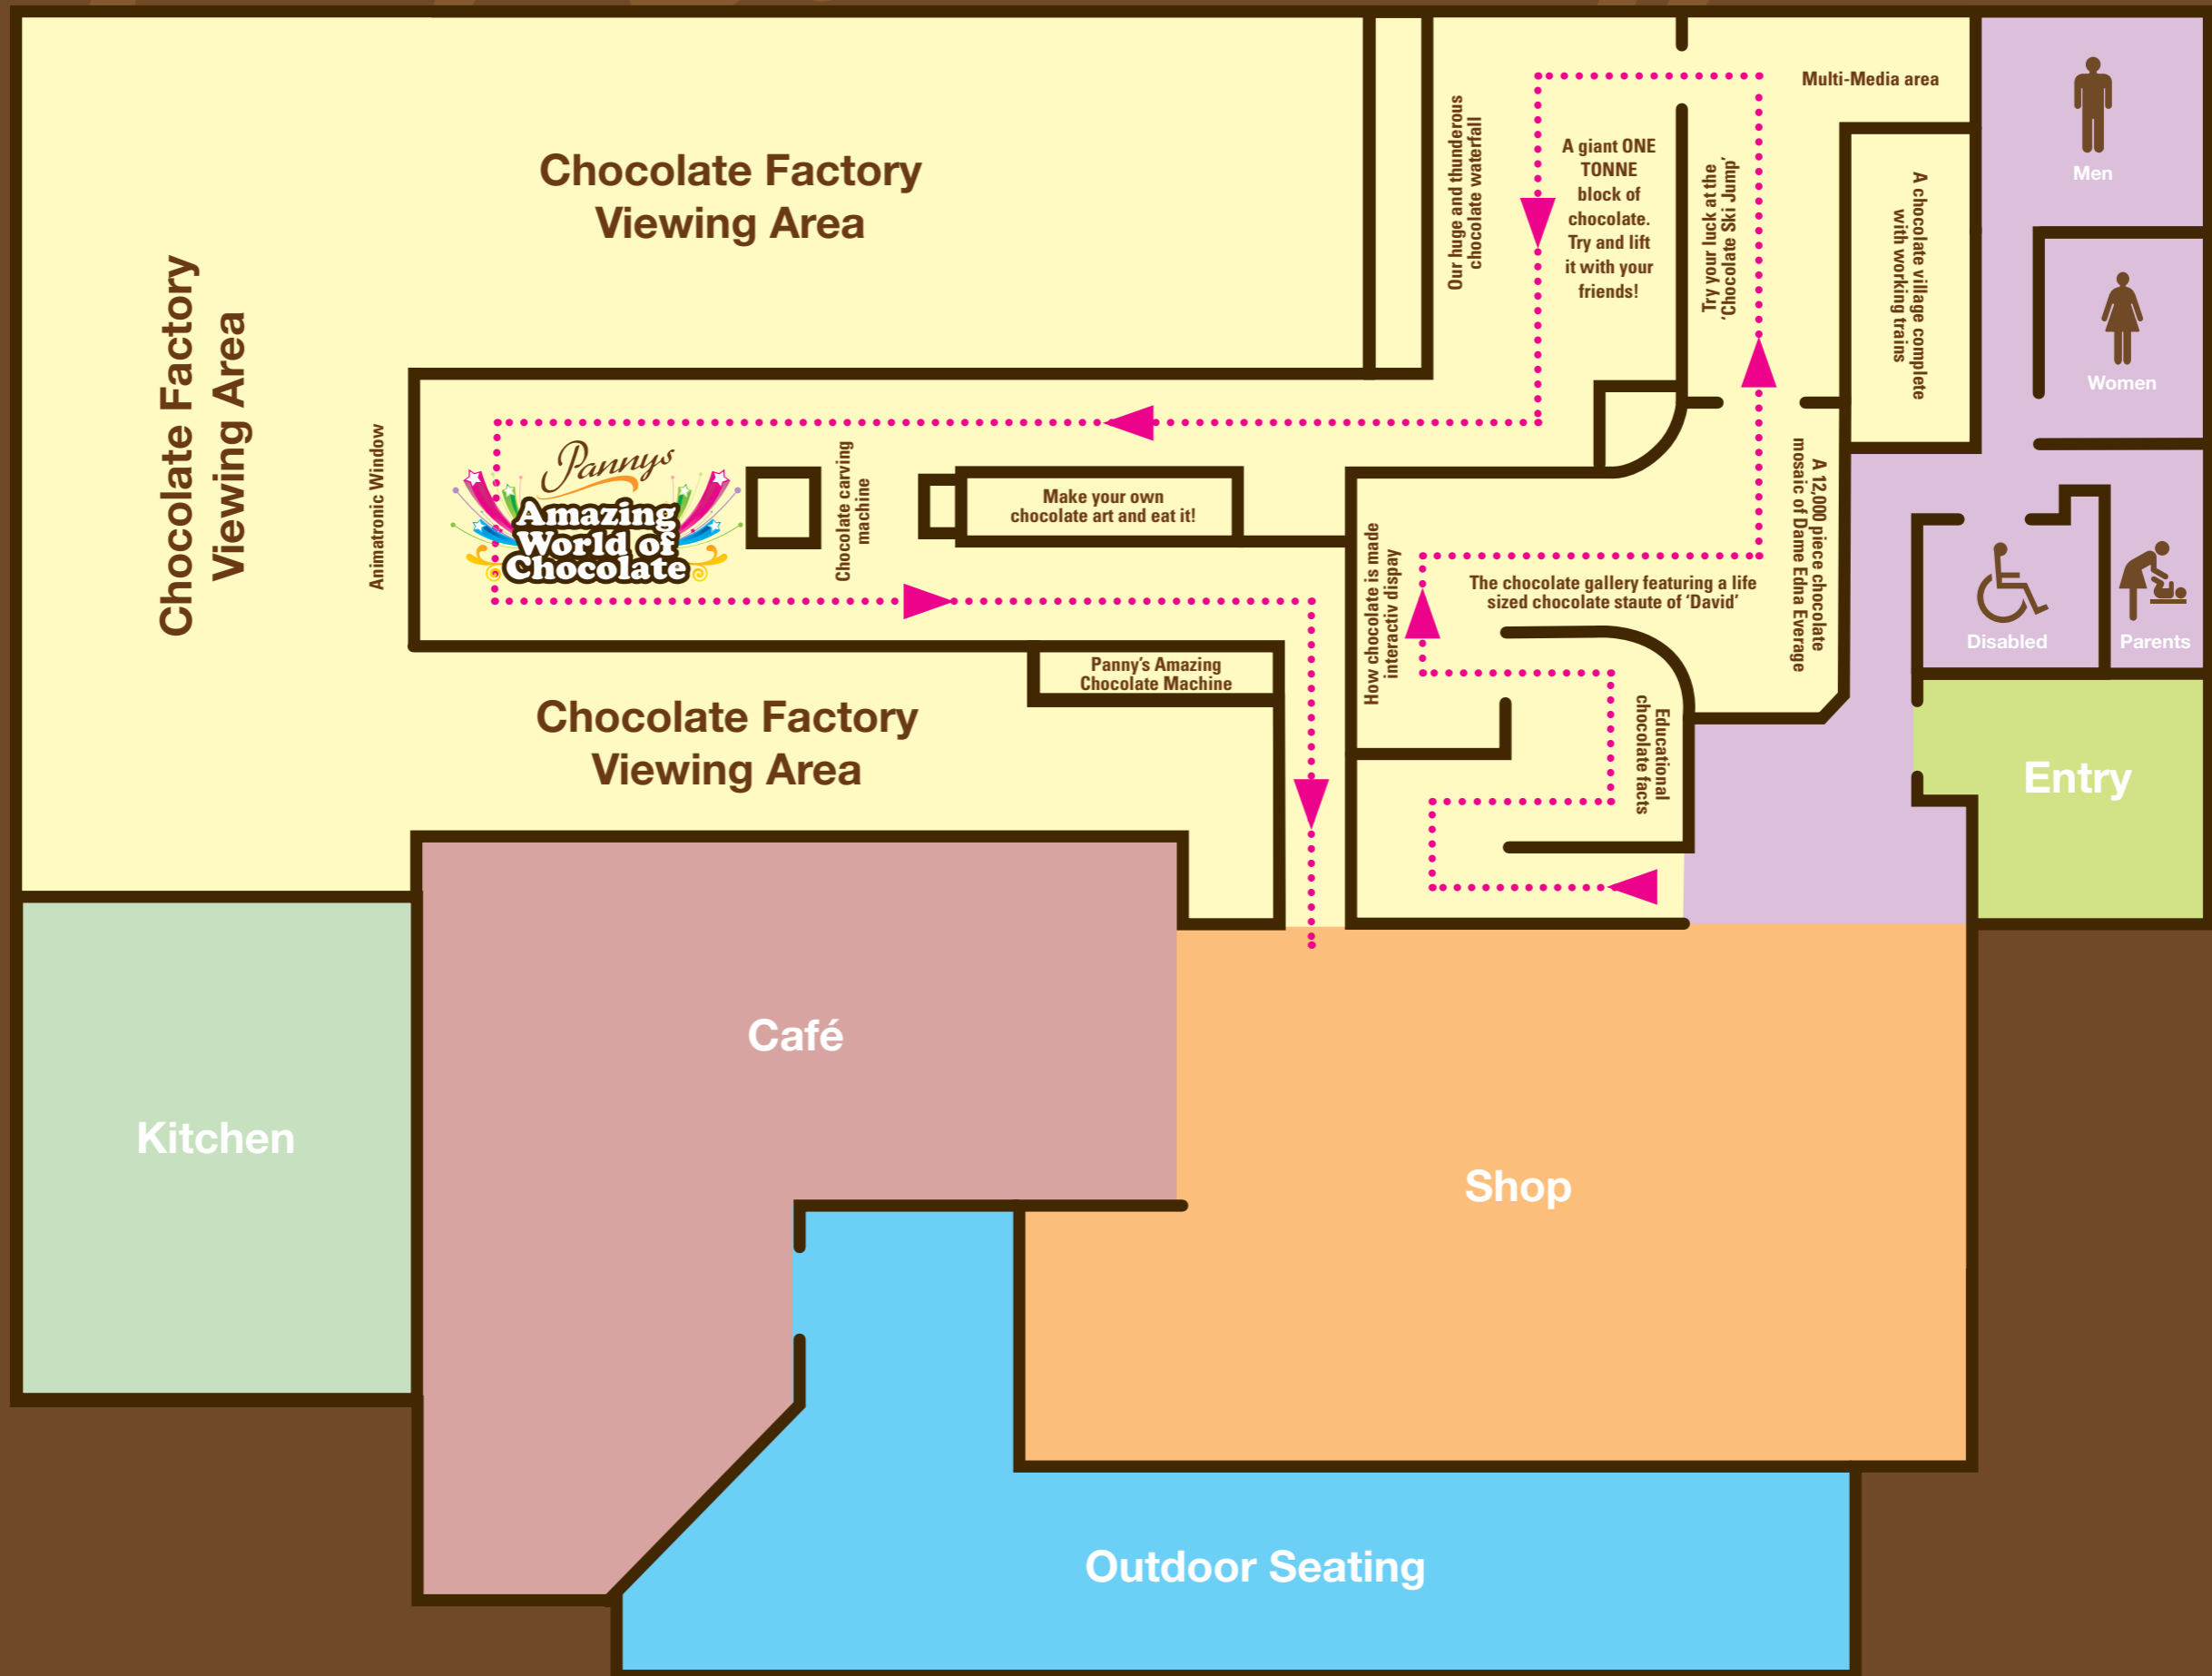 Chocolate Factory
Viewing Area
Chocolate Factory
Viewing Area
Animatronic Window
Pannys
Amazing
World of
Chocolate
Chocolate carving
machine
Make your own
chocolate art and eat it!
Our huge and thunderous
chocolate waterfall
A giant ONE
TONNE
block of
chocolate.
Try and lift
it with your
friends!
Try your luck at the
‘Chocolate Ski Jump’
Multi-Media area
A chocolate village complete
with working trains
Men
Women
A 12,000 piece chocolate
mosaic of Dame Edna Everage
How chocolate is made
interactiv dispay
The chocolate gallery featuring a life
sized chocolate staute of ‘David’
Disabled
Parents
Panny’s Amazing
Chocolate Machine
Chocolate Factory
Viewing Area
Educational
chocolate facts
Entry
Café
Kitchen
Shop
Outdoor Seating